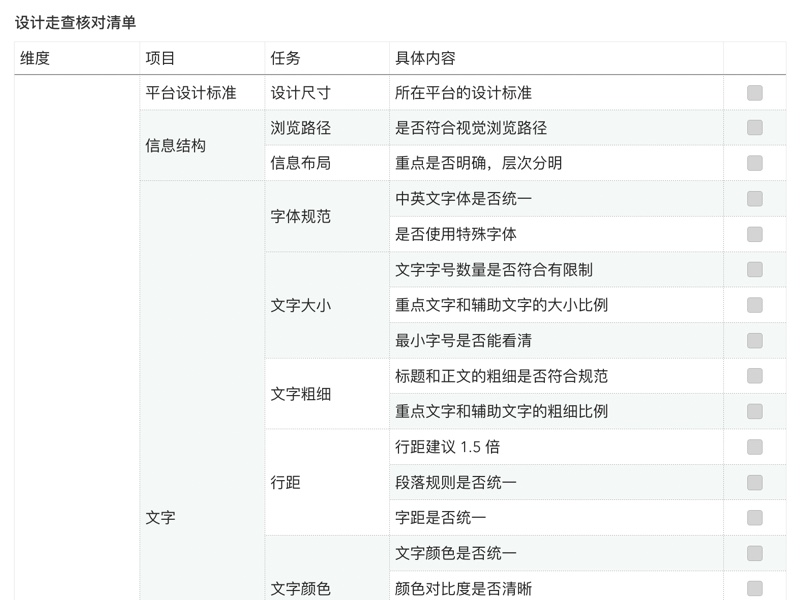 设计走查核对清单
维度 项目 任务 具体内容
平台设计标准 设计尺寸 所在平台的设计标准
信息结构 浏览路径 是否符合视觉浏览路径
信息布局 重点是否明确，层次分明
字体规范 中英文字体是否统一
是否使用特殊字体
文字大小 文字字号数量是否符合有限制
重点文字和辅助文字的大小比例
最小字号是否能看清
文字粗细 标题和正文的粗细是否符合规范
重点文字和辅助文字的粗细比例
行距 行距建议 1.5 倍
段落规则是否统一
文字 字距是否统一
文字颜色是否统一
文字颜色 颜色对比度是否清晰